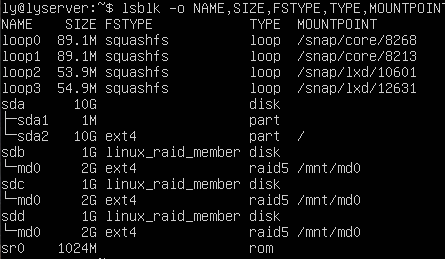 ly@lyserver:~$ lsblk -o NAME,SIZE,FSTYPE,TYPE,MOUNTPOINT
NAME     SIZE FSTYPE            TYPE  MOUNTPOINT
loop0   89.1M squashfs          loop  /snap/core/8268
loop1   89.1M squashfs          loop  /snap/core/8213
loop2   53.9M squashfs          loop  /snap/lxd/10601
loop3   54.9M squashfs          loop  /snap/lxd/12631
sda       10G                   disk
├─sda1     1M                   part
└─sda2    10G ext4              part  /
sdb        1G linux_raid_member disk
└─md0      2G ext4              raid5 /mnt/md0
sdc        1G linux_raid_member disk
└─md0      2G ext4              raid5 /mnt/md0
sdd        1G linux_raid_member disk
└─md0      2G ext4              raid5 /mnt/md0
sr0     1024M                   rom